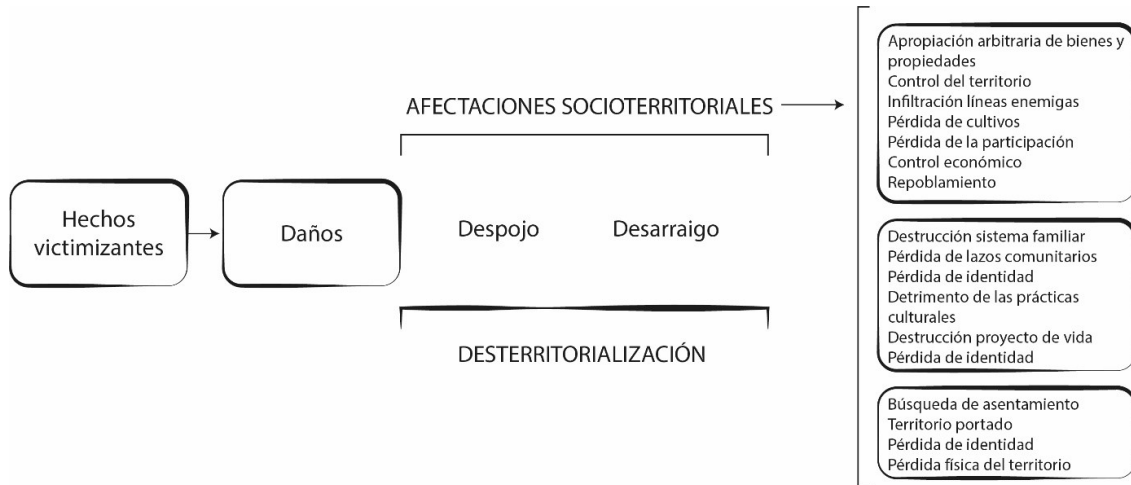 Hechos
victimizantes
Daños
AFECTACIONES SOCIOTERRITORIALES
Despojo
Desarraigo
DESTERRITORIALIZACIÓN
Apropiación arbitraria de bienes y
propiedades
Control del territorio
Infiltración líneas enemigas
Pérdida de cultivos
Pérdida de la participación
Control económico
Repoblamiento
Destrucción sistema familiar
Pérdida de lazos comunitarios
Pérdida de identidad
Detrimento de las prácticas
culturales
Destrucción proyecto de vida
Pérdida de identidad
Búsqueda de asentamiento
Territorio portado
Pérdida de identidad
Pérdida física del territorio